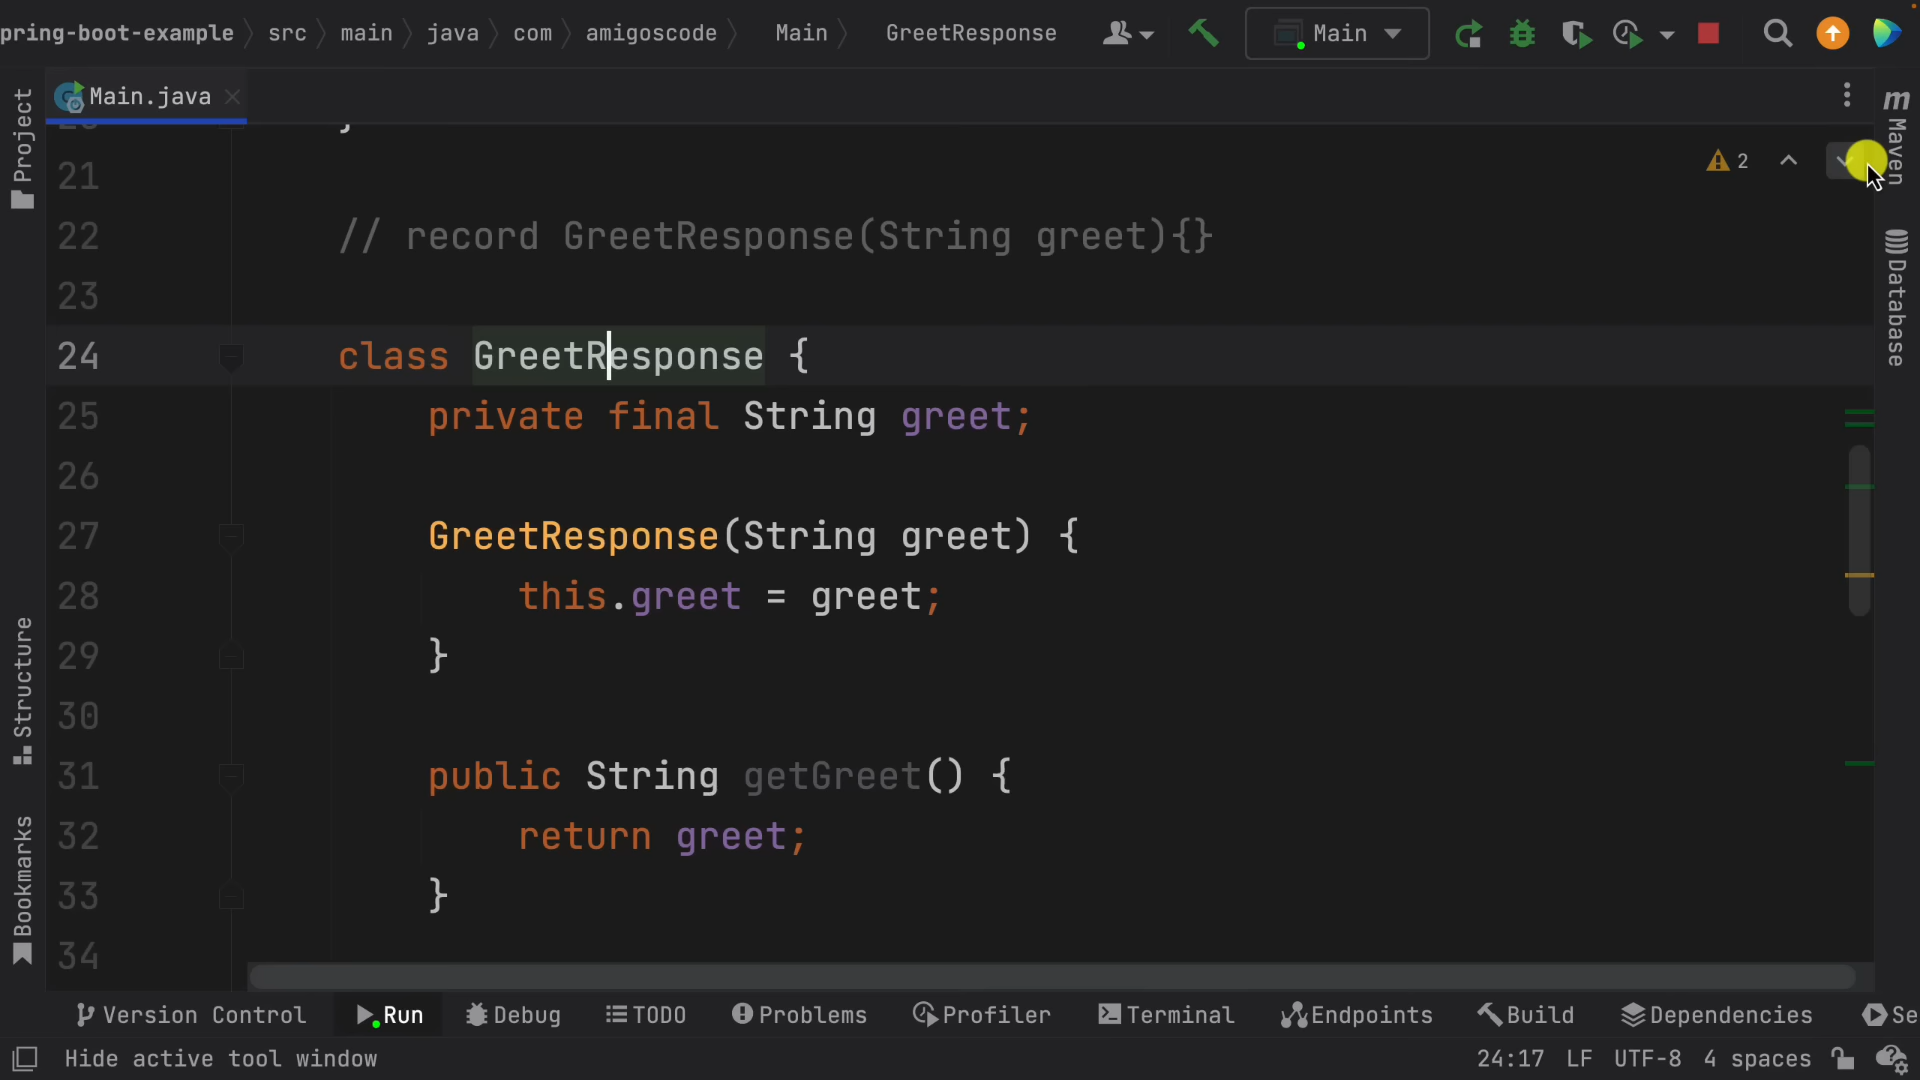 pring-boot-example src main java com amigoscode Main GreetResponse Main
Main.java
Project
Structure
Bookmarks
m Maven
Database
2
21
22 // record GreetResponse(String greet){}
23
24 class GreetResponse {
25 private final String greet;
26
27 GreetResponse(String greet) {
28 this.greet = greet;
29 }
30
31 public String getGreet() {
32 return greet;
33 }
34
Version Control Run Debug TODO Problems Profiler Terminal Endpoints Build Dependencies Se
Hide active tool window 24:17 LF UTF-8 4 spaces